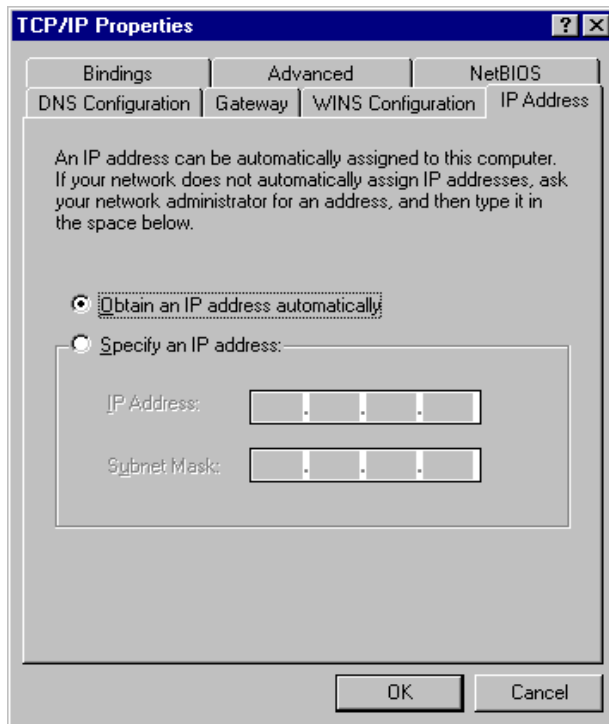 TCP/IP Properties
Bindings
Advanced
NetBIOS
DNS Configuration
Gateway
WINS Configuration
IP Address
An IP address can be automatically assigned to this computer.
If your network does not automatically assign IP addresses, ask
your network administrator for an address, and then type it in
the space below.
Obtain an IP address automatically
Specify an IP address:
IP Address:
Subnet Mask:
OK
Cancel